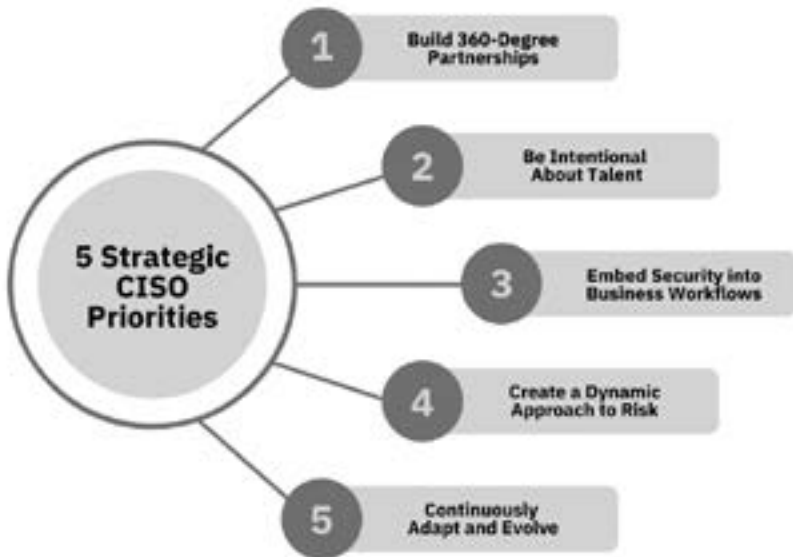 5 Strategic
CISO
Priorities
1
Build 360-Degree
Partnerships
2
Be Intentional
About Talent
3
Embed Security into
Business Workflows
4
Create a Dynamic
Approach to Risk
5
Continuously
Adapt and Evolve